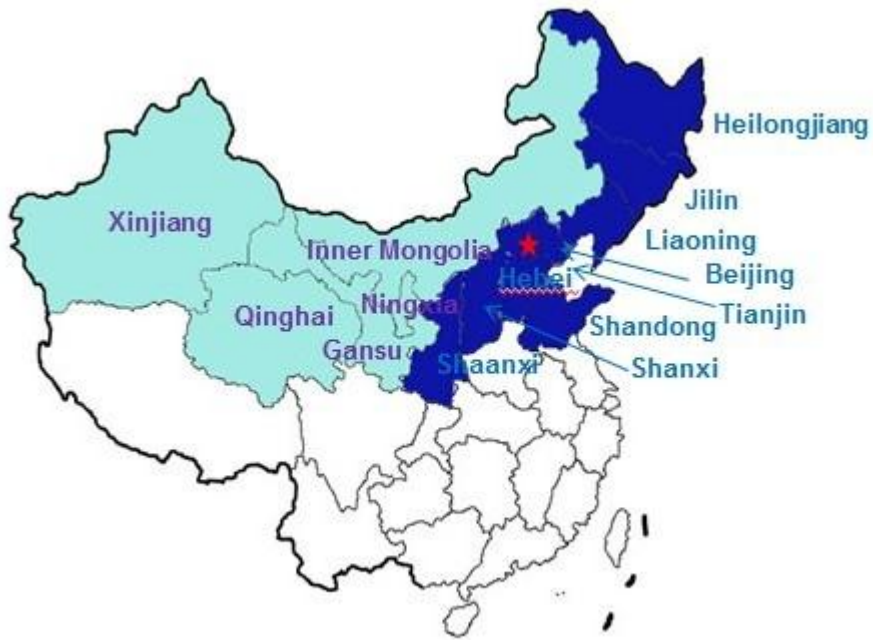 Heilongjiang
Jilin
Xinjiang
Liaoning
Inner Mongolia
Beijing
Hebei
Ningxia
Tianjin
Qinghai
Shandong
Gansu
Shaanxi
Shanxi